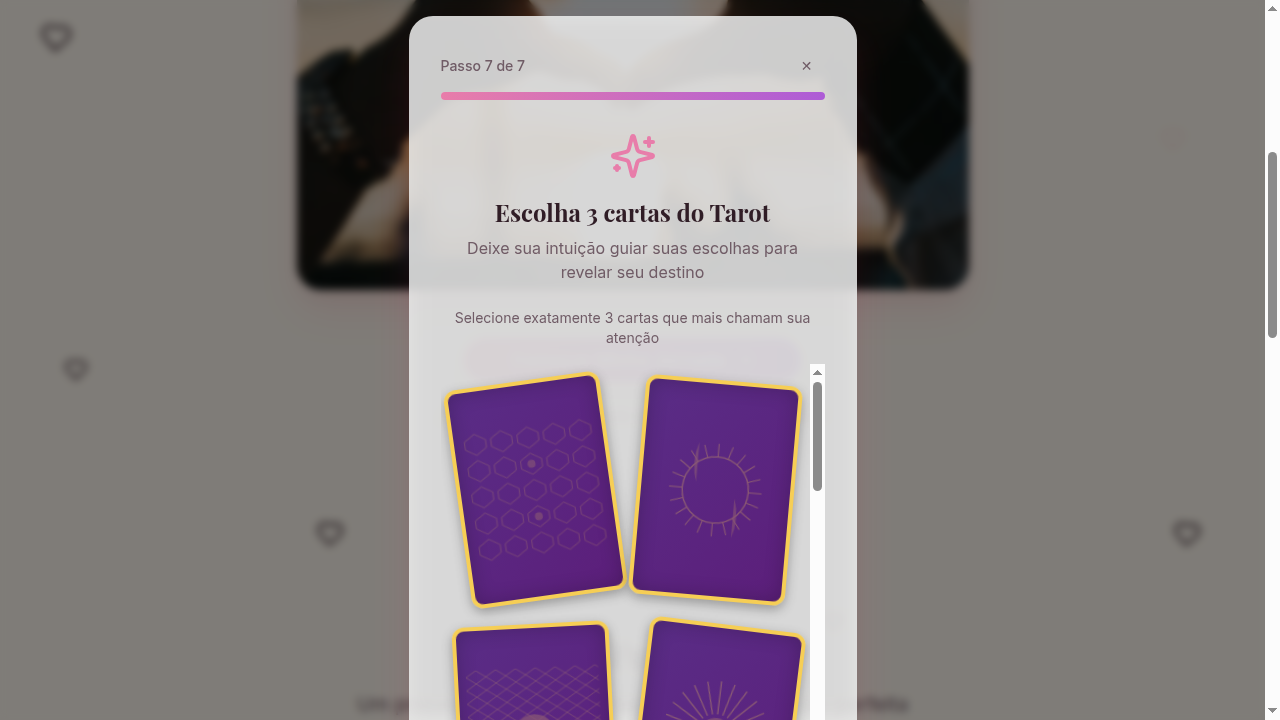 Passo 7 de 7
×
Escolha 3 cartas do Tarot
Deixe sua intuição guiar suas escolhas para
revelar seu destino
Selecione exatamente 3 cartas que mais chamam sua
atenção